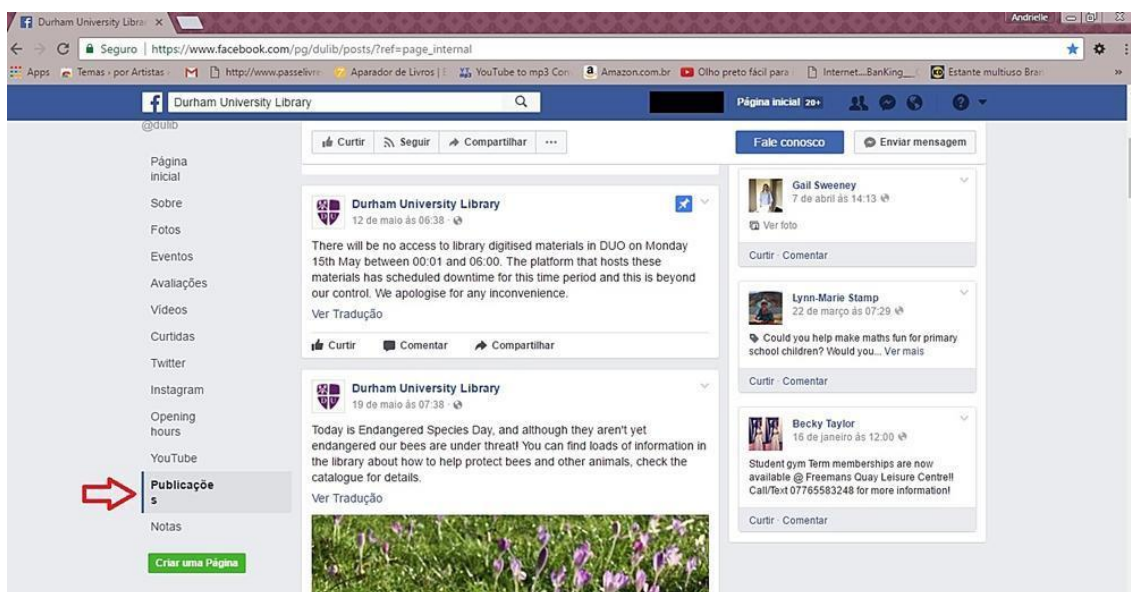 Durham University Librar
Andrielle
Seguro | https://www.facebook.com/pg/dulib/posts/?ref=page_internal
Apps Temas › por Artistas http://www.passelivre Aparador de Livros | YouTube to mp3 Con Amazon.com.br Olho preto fácil para InternetBanKing__ Estante multiuso Bran »
Durham University Library
Página inicial 20+
@dulib
Página
inicial
Sobre
Fotos
Eventos
Avaliações
Vídeos
Curtidas
Twitter
Instagram
Opening
hours
YouTube
Publicaçõe
s
Notas
Criar uma Página
Curtir Seguir Compartilhar ...
Fale conosco Enviar mensagem
Durham University Library
12 de maio às 06:38 ·
There will be no access to library digitised materials in DUO on Monday
15th May between 00:01 and 06:00. The platform that hosts these
materials has scheduled downtime for this time period and this is beyond
our control. We apologise for any inconvenience.
Ver Tradução
Curtir Comentar Compartilhar
Durham University Library
19 de maio às 07:38 ·
Today is Endangered Species Day, and although they aren't yet
endangered our bees are under threat! You can find loads of information in
the library about how to help protect bees and other animals, check the
catalogue for details.
Ver Tradução
Gail Sweeney
7 de abril às 14:13
Ver foto
Curtir · Comentar
Lynn-Marie Stamp
22 de março às 07:29
Could you help make maths fun for primary
school children? Would you... Ver mais
Curtir · Comentar
Becky Taylor
16 de janeiro às 12:00
Student gym Term memberships are now
available @ Freemans Quay Leisure Centre!!
Call/Text 07765583248 for more information!
Curtir · Comentar